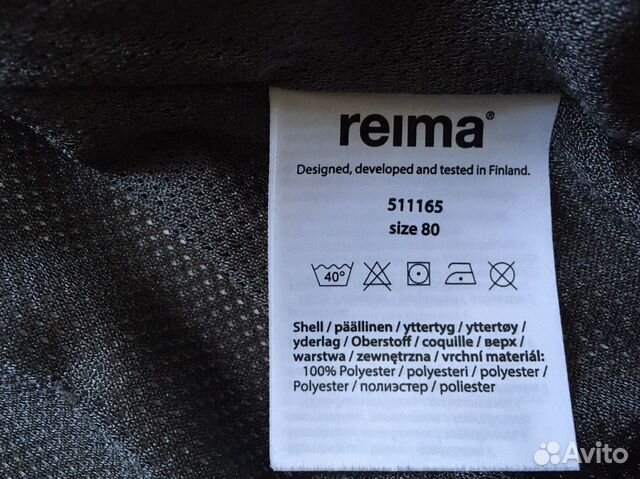 reima®
Designed, developed and tested in Finland.
511165
size 80
40°
Shell / päällinen / yttertyg / yttertøy /
yderlag / Oberstoff / coquille / верх /
warstwa / zewnętrzna / vrchní materiál:
100% Polyester / polyesteri / polyester /
Polyester / полиэстер / poliester
Avito